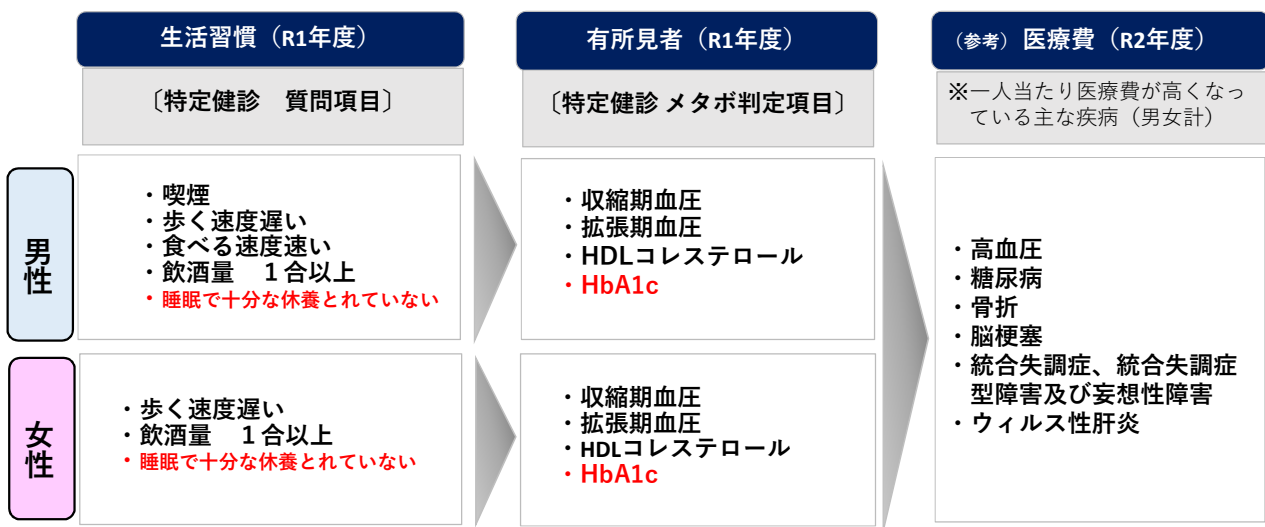 生活習慣（R1年度）
〔特定健診　質問項目〕
有所見者（R1年度）
〔特定健診 メタボ判定項目〕
（参考）医療費（R2年度）
※一人当たり医療費が高くなっ
ている主な疾病（男女計）
男性
・喫煙
・歩く速度遅い
・食べる速度速い
・飲酒量　１合以上
・睡眠で十分な休養とれていない
・収縮期血圧
・拡張期血圧
・HDLコレステロール
・HbA1c
女性
・歩く速度遅い
・飲酒量　１合以上
・睡眠で十分な休養とれていない
・収縮期血圧
・拡張期血圧
・HDLコレステロール
・HbA1c
・高血圧
・糖尿病
・骨折
・脳梗塞
・統合失調症、統合失調症
型障害及び妄想性障害
・ウィルス性肝炎